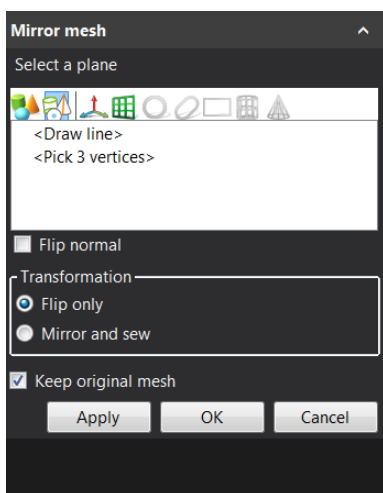 Mirror mesh
Select a plane
<Draw line>
<Pick 3 vertices>
Flip normal
Transformation
Flip only
Mirror and sew
Keep original mesh
Apply OK Cancel